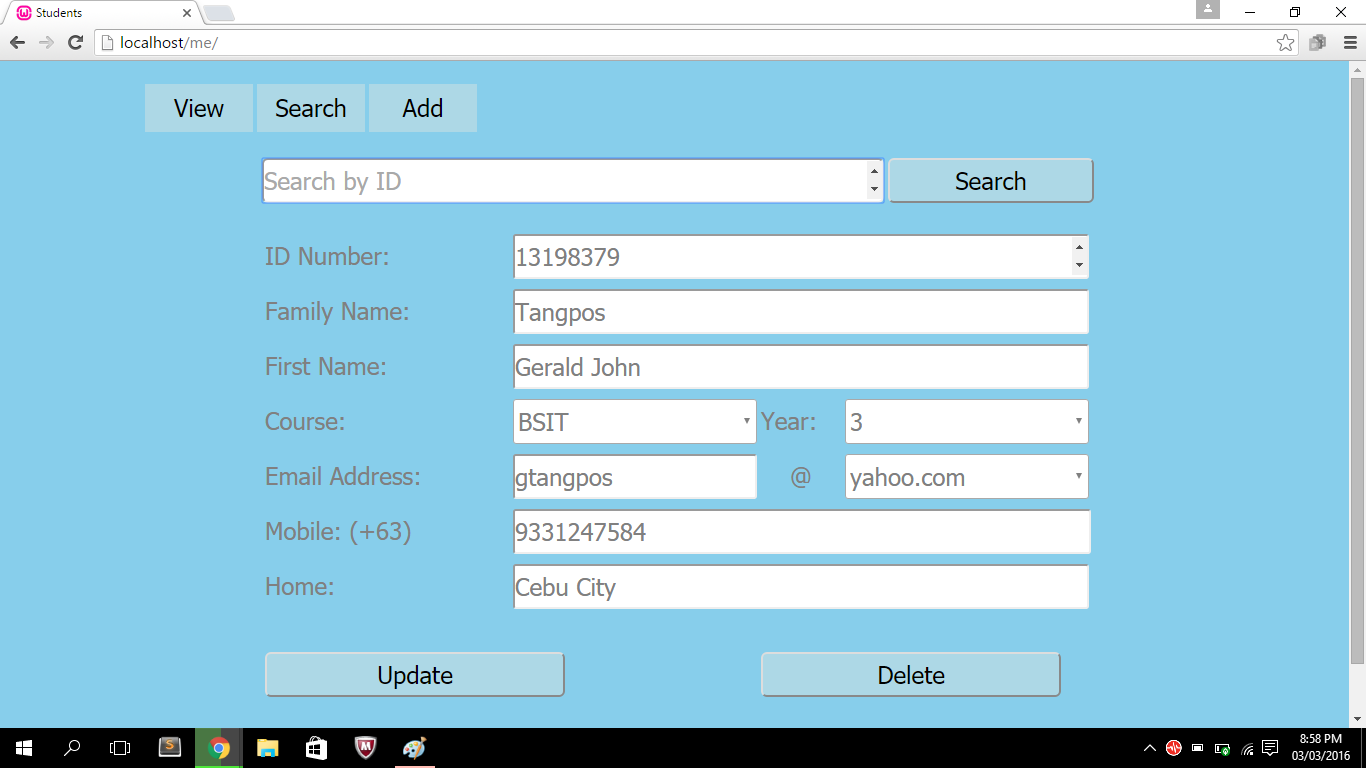 Students
localhost/me/
View Search Add
Search by ID Search
ID Number: 13198379
Family Name: Tangpos
First Name: Gerald John
Course: BSIT Year: 3
Email Address: gtangpos @ yahoo.com
Mobile: (+63) 9331247584
Home: Cebu City
Update Delete
8:58 PM
03/03/2016